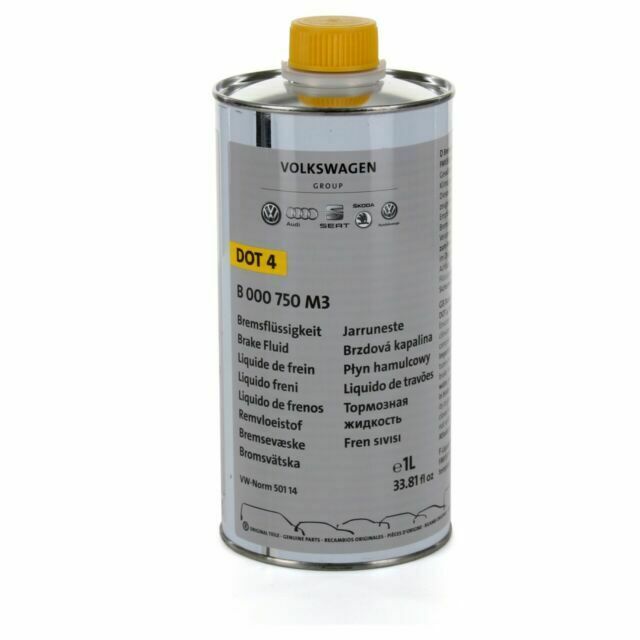 VOLKSWAGEN
GROUP
Audi
SEAT
ŠKODA
DOT 4
B 000 750 M3
Bremsflüssigkeit
Brake Fluid
Liquide de frein
Liquido freni
Liquido de frenos
Remvloeistof
Bremsevæske
Bromsvätska
Jarruneste
Brzdová kapalina
Płyn hamulcowy
Liquido de travões
Тормозная
жидкость
Fren sıvısı
℮1L
33.81 fl oz
VW-Norm 501 14
ORIGINAL TEILE · GENUINE PARTS · RECAMBIOS ORIGINALES · PIÈCES D'ORIGINE ·